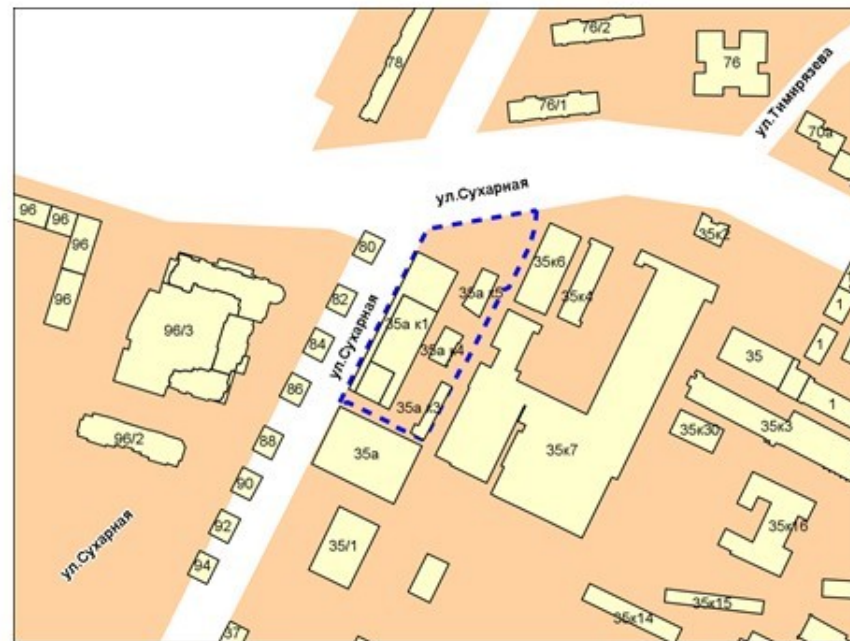 76/2
78
76
ул.Тимирязева
76/1
70а
ул.Сухарная
96
96
96
96
80
35к2
35к6
35к4
35а к5
82
ул.Сухарная
35а к1
96/3
84
35а к4
35
1
1
86
35а к3
1
96/2
88
35а
35к7
35к30
35к3
90
ул.Сухарная
92
35/1
35к16
94
35к15
35к14
37